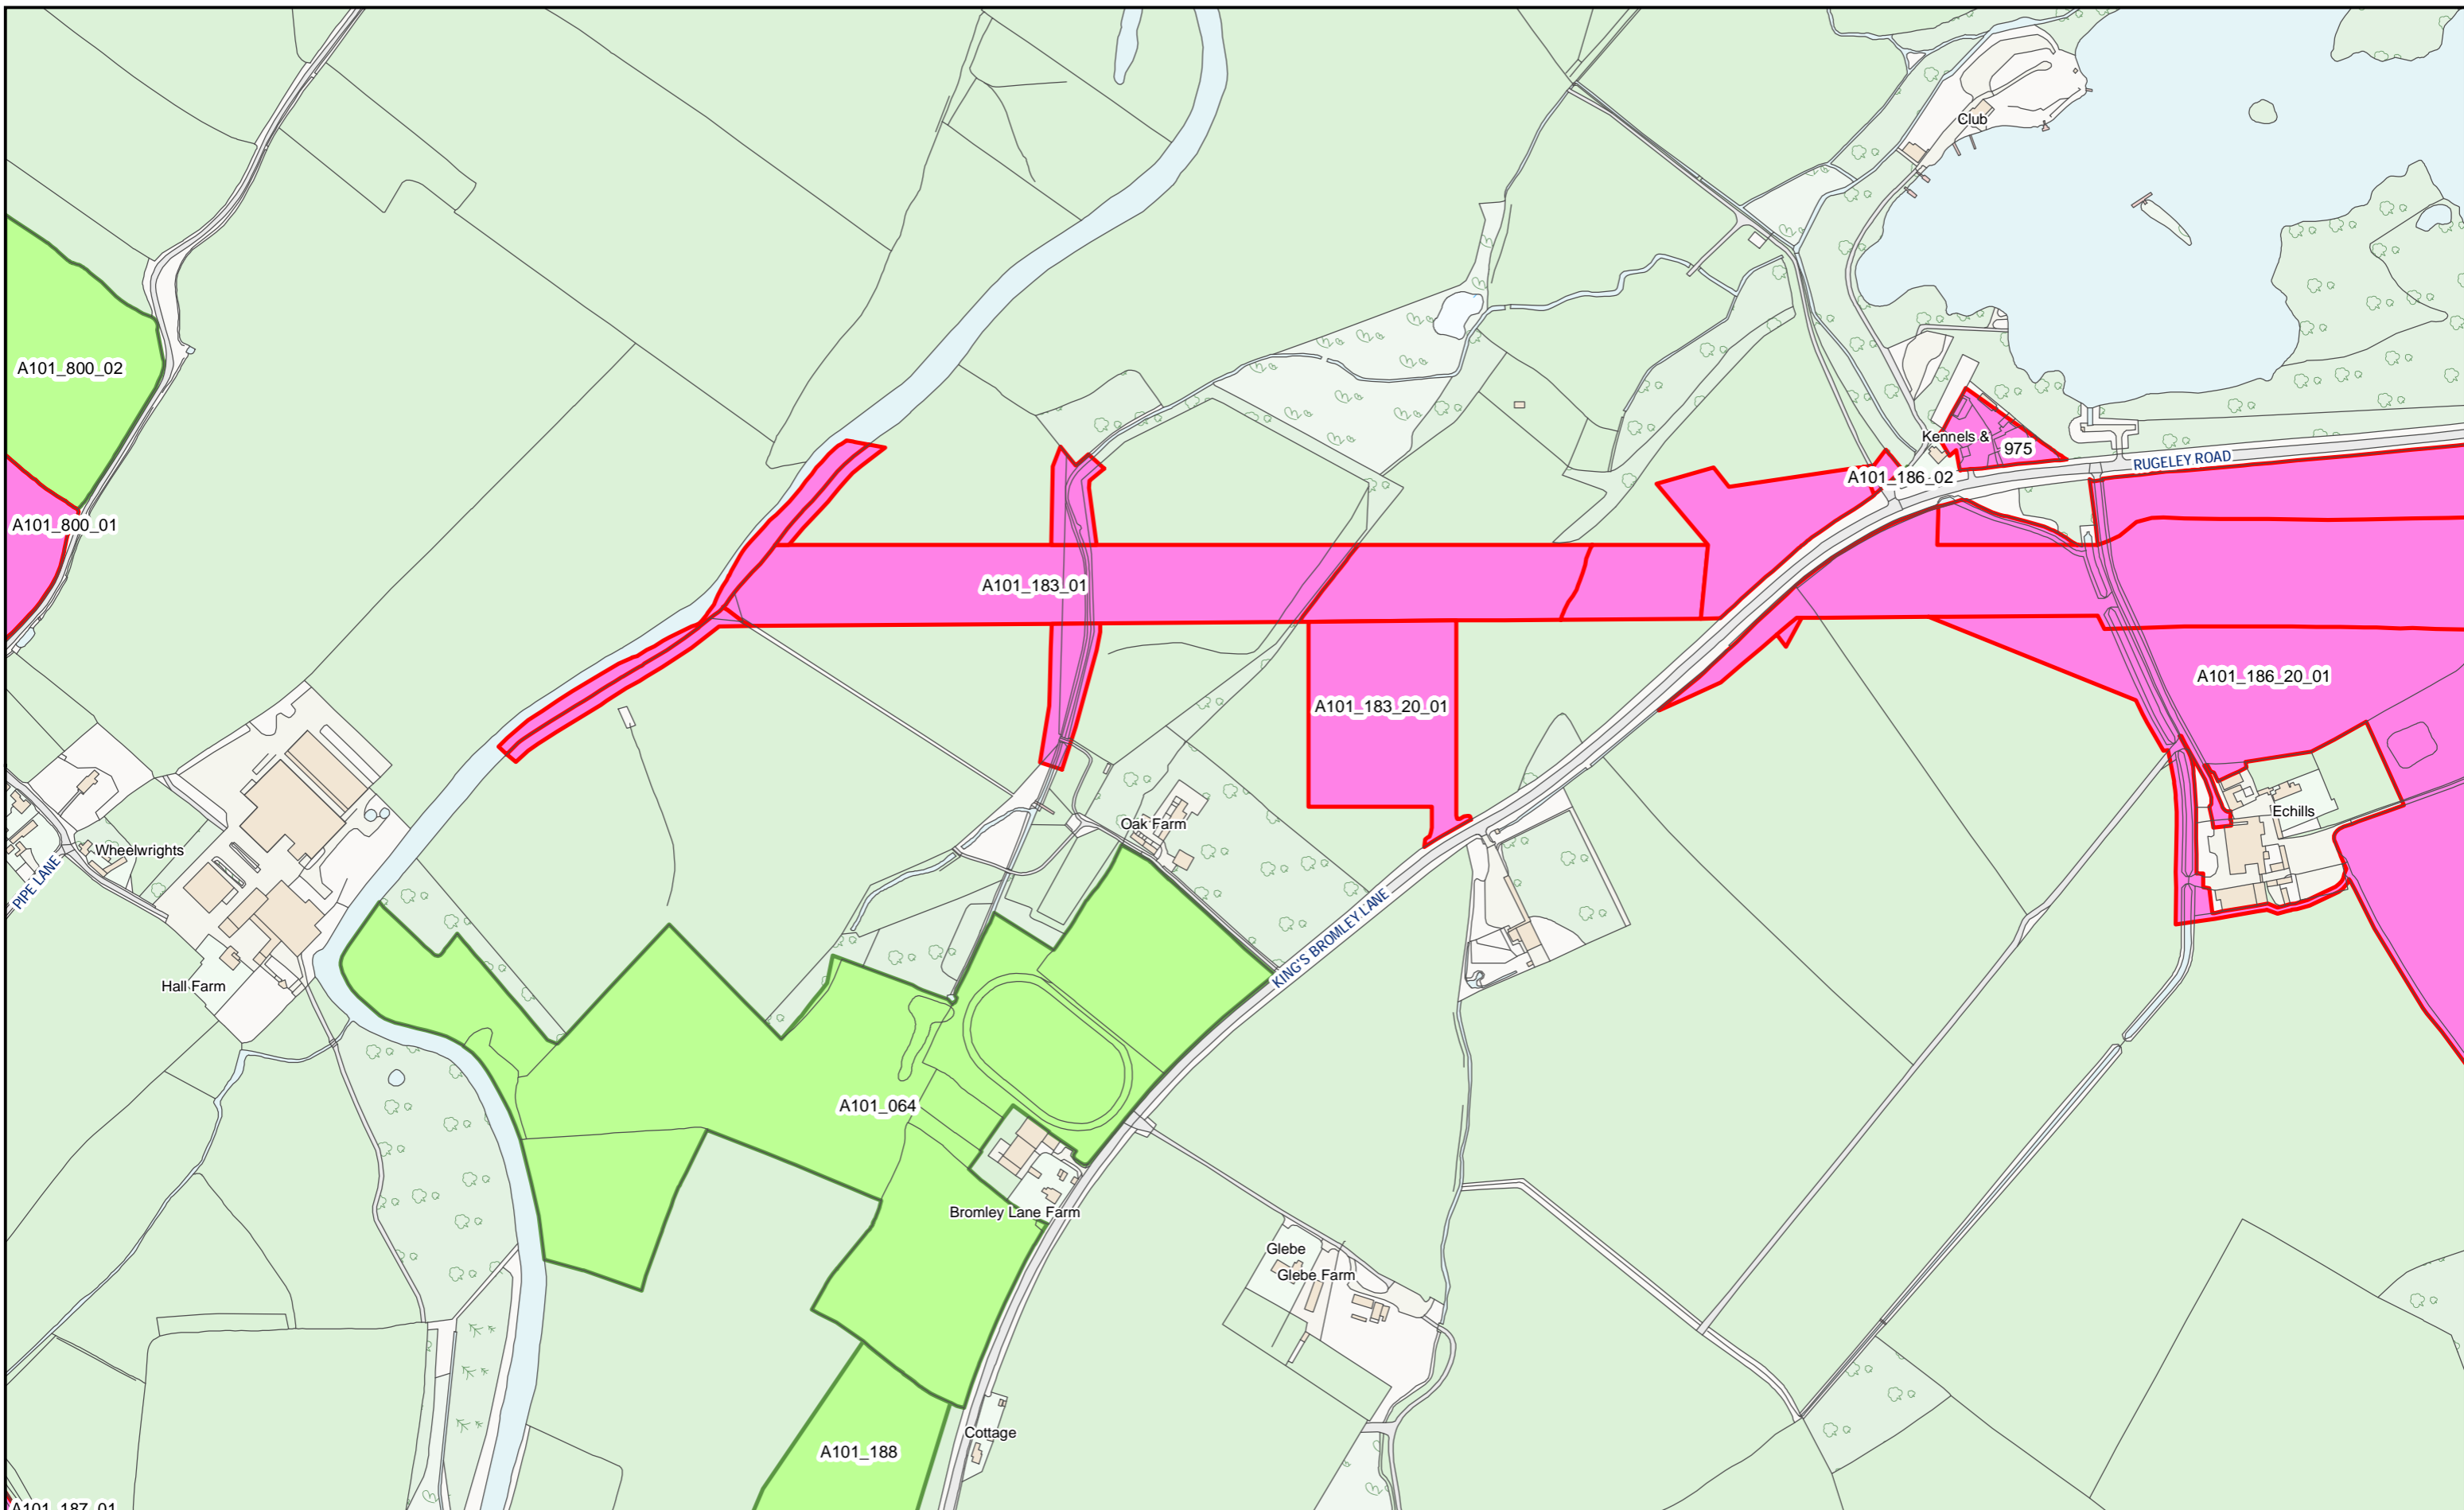 Club
A101_800_02
Kennels &
975
RUGELEY ROAD
A101_186_02
A101_800_01
A101_183_01
A101_186_20_01
A101_183_20_01
Echills
Oak Farm
Wheelwrights
PIPE LANE
KING'S BROMLEY LANE
Hall Farm
A101_064
Bromley Lane Farm
Glebe
Glebe Farm
Cottage
A101_188
A101_187_01